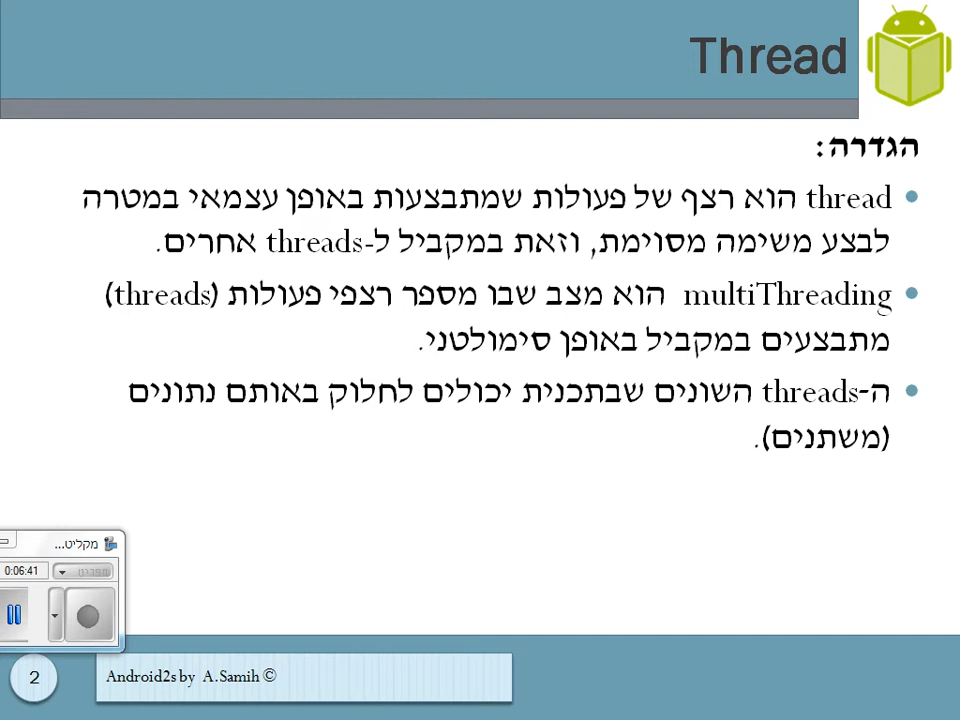 Thread
הגדרה:
thread הוא רצף של פעולות שמתבצעות באופן עצמאי במטרה
לבצע משימה מסוימת, וזאת במקביל ל-threads אחרים.
multiThreading הוא מצב שבו מספר רצפי פעולות (threads)
מתבצעים במקביל באופן סימולטני.
ה-threads השונים שבתכנית יכולים לחלוק באותם נתונים
(משתנים).
מקליט...
0:06:41
תפריט
2
Android2s by A.Samih ©